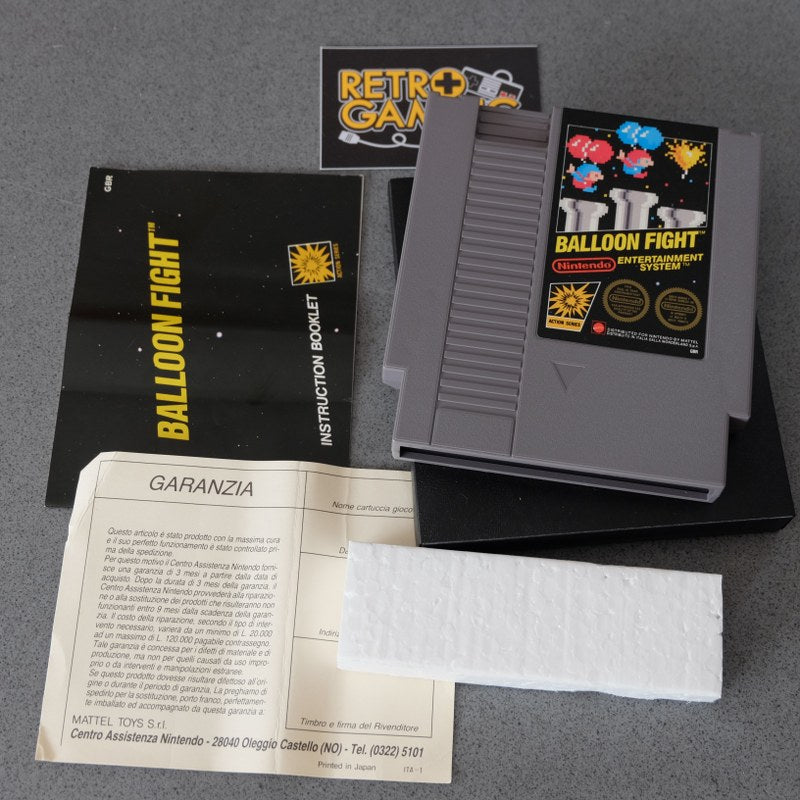 RETRO
GAMING
GBR
BALLOON FIGHT™
ACTION SERIES
INSTRUCTION BOOKLET
BALLOON FIGHT™
Nintendo
ENTERTAINMENT
SYSTEM™
ACTION SERIES
Nintendo
Nintendo
DISTRIBUTED FOR NINTENDO BY MATTEL
DISTRIBUITO IN ITALIA DALLA MONDERLAND S.p.A.
GBR
GARANZIA
Nome cartuccia gioco
Questo articolo è stato prodotto con la massima cura
e il suo perfetto funzionamento è stato controllato pri-
ma della spedizione.
Per questo motivo il Centro Assistenza Nintendo forni-
sce una garanzia di 3 mesi a partire dalla data di
acquisto. Dopo la durata di 3 mesi della garanzia, il
Centro Assistenza Nintendo provvederà alla riparazio-
ne o alla sostituzione dei prodotti che risulteranno non
funzionanti entro 9 mesi dalla scadenza della garan-
zia. Il costo della riparazione, secondo il tipo di inter-
vento necessario, varierà da un minimo di L. 20.000
ad un massimo di L. 120.000 pagabile contrassegno.
Tale garanzia è concessa per i difetti di materiale e di
produzione, ma non per quelli causati da uso impro-
prio o da interventi e manipolazioni estranee.
Se questo prodotto dovesse risultare difettoso all'ori-
gine o durante il periodo di garanzia, La preghiamo di
spedirlo per la sostituzione, porto franco, perfettamen-
te imballato ed accompagnato da questa garanzia a:
Timbro e firma del Rivenditore
MATTEL TOYS S.r.l.
Centro Assistenza Nintendo - 28040 Oleggio Castello (NO) - Tel. (0322) 5101
Printed in Japan
ITA-1